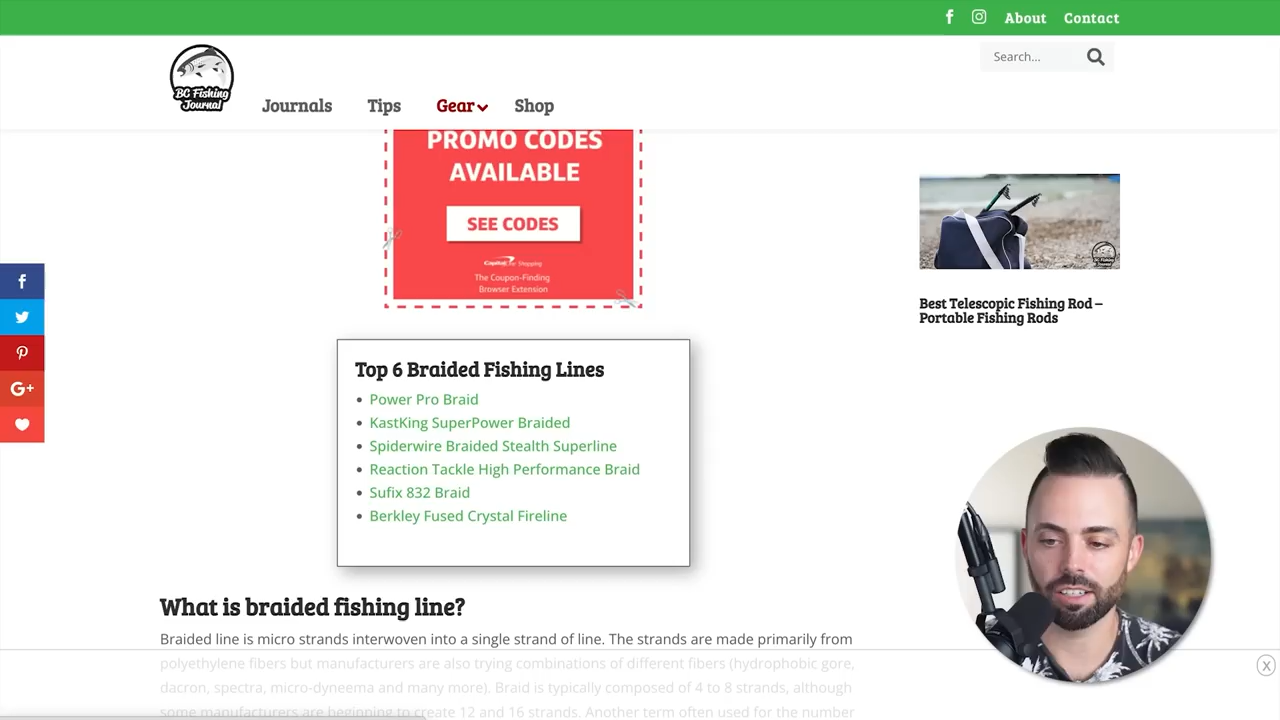 About Contact
Search...
BC Fishing
Journal
Journals Tips Gear Shop
PROMO CODES
AVAILABLE
SEE CODES
Capital One Shopping
The Coupon-Finding
Browser Extension
Best Telescopic Fishing Rod –
Portable Fishing Rods
G+
Top 6 Braided Fishing Lines
• Power Pro Braid
• KastKing SuperPower Braided
• Spiderwire Braided Stealth Superline
• Reaction Tackle High Performance Braid
• Sufix 832 Braid
• Berkley Fused Crystal Fireline
What is braided fishing line?
Braided line is micro strands interwoven into a single strand of line. The strands are made primarily from
polyethylene fibers but manufacturers are also trying combinations of different fibers (hydrophobic gore,
dacron, spectra, micro-dyneema and many more). Braid is typically composed of 4 to 8 strands, although
some manufacturers are beginning to create 12 and 16 strands. Another term often used for the number
X